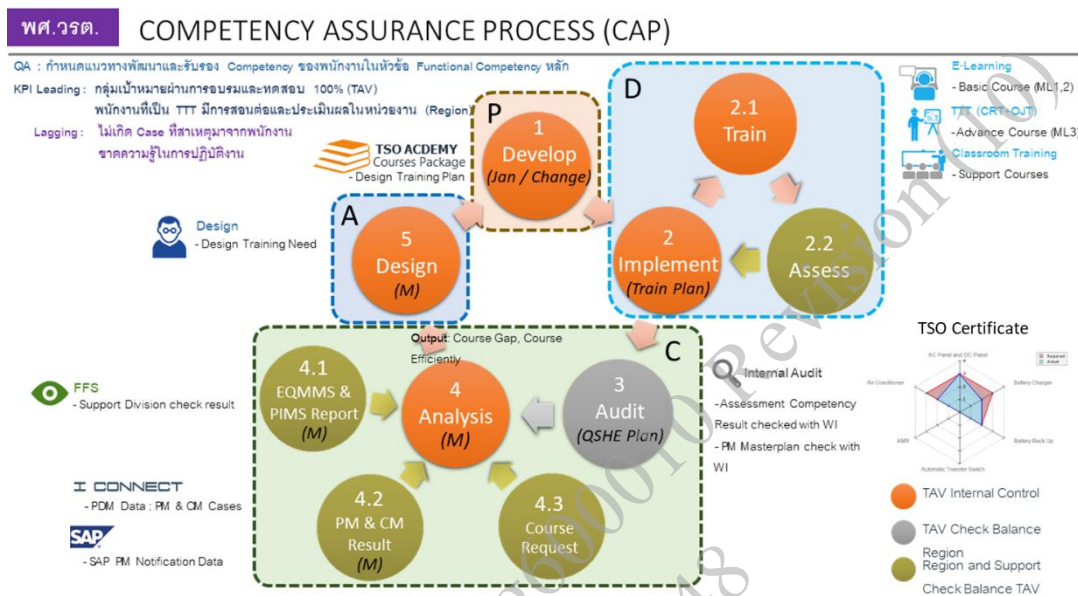 พศ.วรต.
COMPETENCY ASSURANCE PROCESS (CAP)
QA : กำหนดแนวทางพัฒนาและรับรอง Competency ของพนักงานในหัวข้อ Functional Competency หลัก
KPI Leading : กลุ่มเป้าหมายผ่านการอบรมและทดสอบ 100% (TAV)
พนักงานที่เป็น TTT มีการสอนต่อและประเมินผลในหน่วยงาน (Region)
Lagging : ไม่เกิด Case ที่สาเหตุมาจากพนักงาน
ขาดความรู้ในการปฏิบัติงาน
TSO ACDEMY
Courses Package
- Design Training Plan
P
1
Develop
(Jan / Change)
D
2.1
Train
2
Implement
(Train Plan)
2.2
Assess
E-Learning
- Basic Course (ML1,2)
TTT (CRT+OJT)
-Advance Course (ML3)
Classroom Training
- Support Courses
Design
- Design Training Need
A
5
Design
(M)
Output: Course Gap, Course
Efficiently
C
4.1
EQMMS &
PIMS Report
(M)
4
Analysis
(M)
3
Audit
(QSHE Plan)
4.2
PM & CM
Result
(M)
4.3
Course
Request
FFS
- Support Division check result
I CONNECT
- PDM Data : PM & CM Cases
SAP
- SAP PM Notification Data
Internal Audit
-Assessment Competency
Result checked with WI
- PM Masterplan check with
WI
TSO Certificate
AC Panel and DC Panel
Required
Actual
Battery Charger
Battery Back Up
Automatic Transfer Switch
AMR
Air Conditioner
4
3
2
1
TAV Internal Control
TAV Check Balance
Region
Region and Support
Check Balance TAV